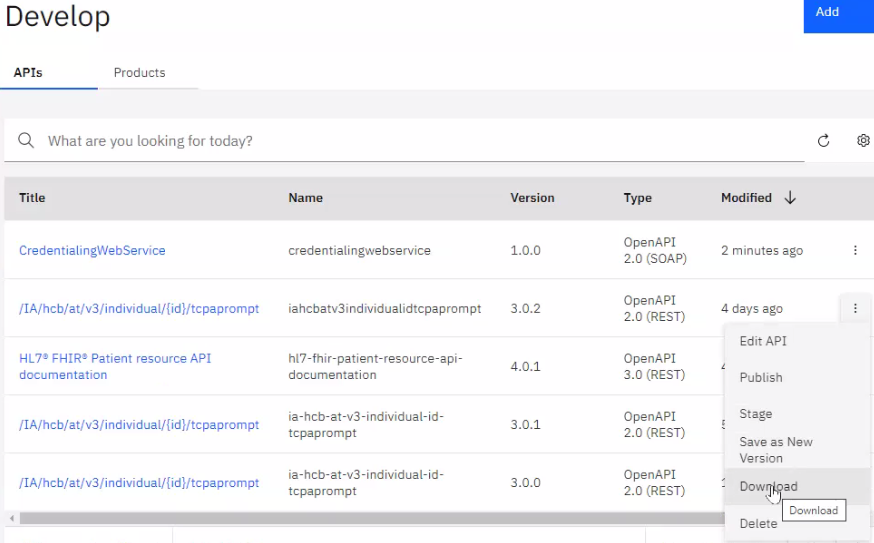 Develop
Add
APIs
Products
What are you looking for today?
Title Name Version Type Modified
CredentialingWebService credentialingwebservice 1.0.0 OpenAPI 2.0 (SOAP) 2 minutes ago
/IA/hcb/at/v3/individual/{id}/tcpaprompt iahcbatv3individualidtcpaprompt 3.0.2 OpenAPI 2.0 (REST) 4 days ago
HL7® FHIR® Patient resource API documentation hl7-fhir-patient-resource-api-documentation 4.0.1 OpenAPI 3.0 (REST)
/IA/hcb/at/v3/individual/{id}/tcpaprompt ia-hcb-at-v3-individual-id-tcpaprompt 3.0.1 OpenAPI 2.0 (REST)
/IA/hcb/at/v3/individual/{id}/tcpaprompt ia-hcb-at-v3-individual-id-tcpaprompt 3.0.0 OpenAPI 2.0 (REST)
Edit API
Publish
Stage
Save as New
Version
Download
Download
Delete